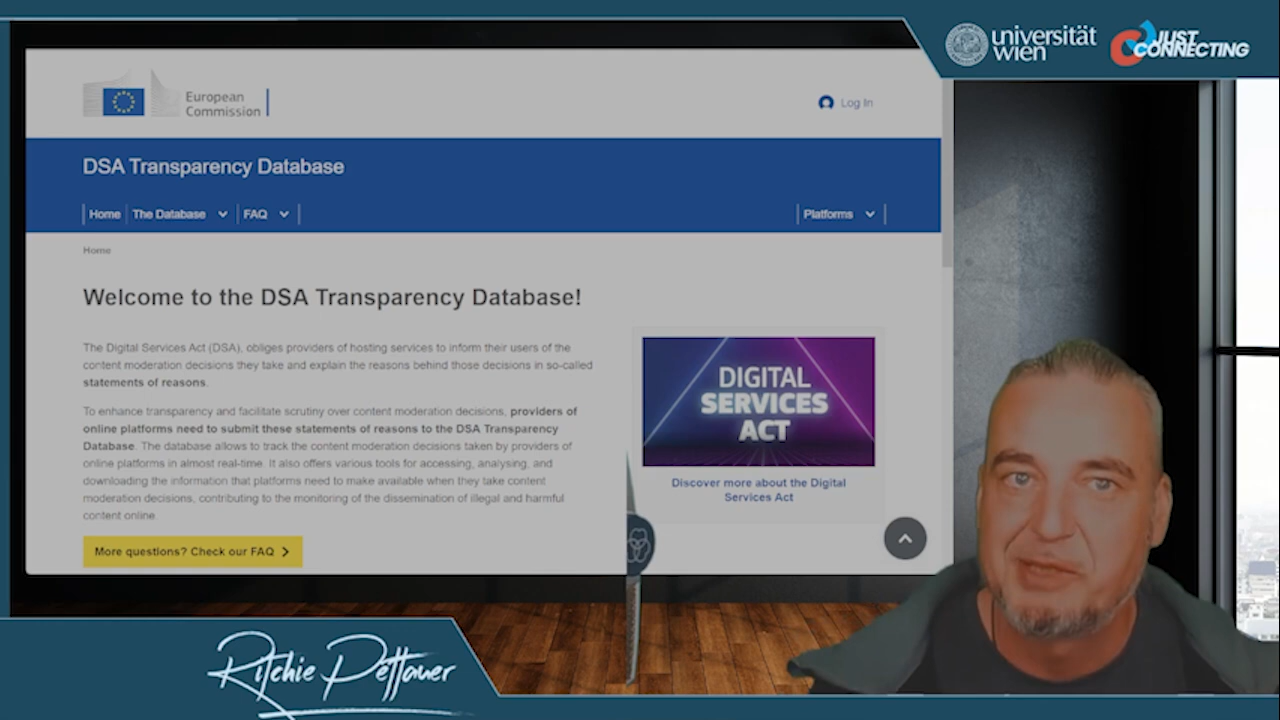 universität
wien
JUST
CONNECTING
European
Commission
Log In
DSA Transparency Database
Home
The Database
FAQ
Platforms
Home
Welcome to the DSA Transparency Database!
The Digital Services Act (DSA), obliges providers of hosting services to inform their users of the
content moderation decisions they take and explain the reasons behind those decisions in so-called
statements of reasons.
To enhance transparency and facilitate scrutiny over content moderation decisions, providers of
online platforms need to submit these statements of reasons to the DSA Transparency
Database. The database allows to track the content moderation decisions taken by providers of
online platforms in almost real-time. It also offers various tools for accessing, analysing, and
downloading the information that platforms need to make available when they take content
moderation decisions, contributing to the monitoring of the dissemination of illegal and harmful
content online.
More questions? Check our FAQ
DIGITAL
SERVICES
ACT
Discover more about the Digital
Services Act
Ritchie Pettauer